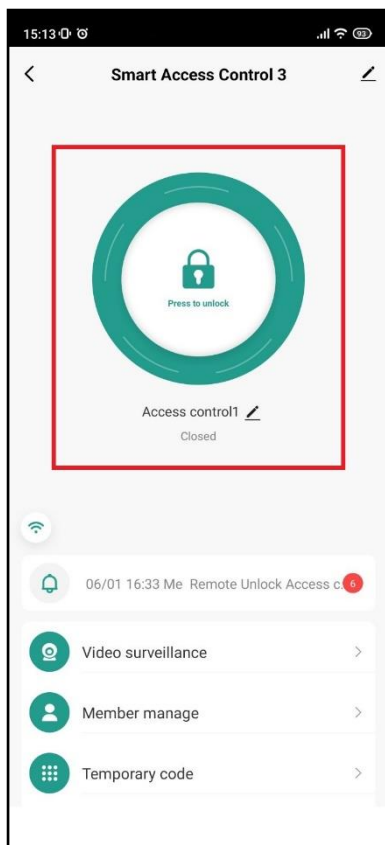 15:13
93
Smart Access Control 3
Press to unlock
Access control1
Closed
06/01 16:33 Me Remote Unlock Access c.
6
Video surveillance
Member manage
Temporary code